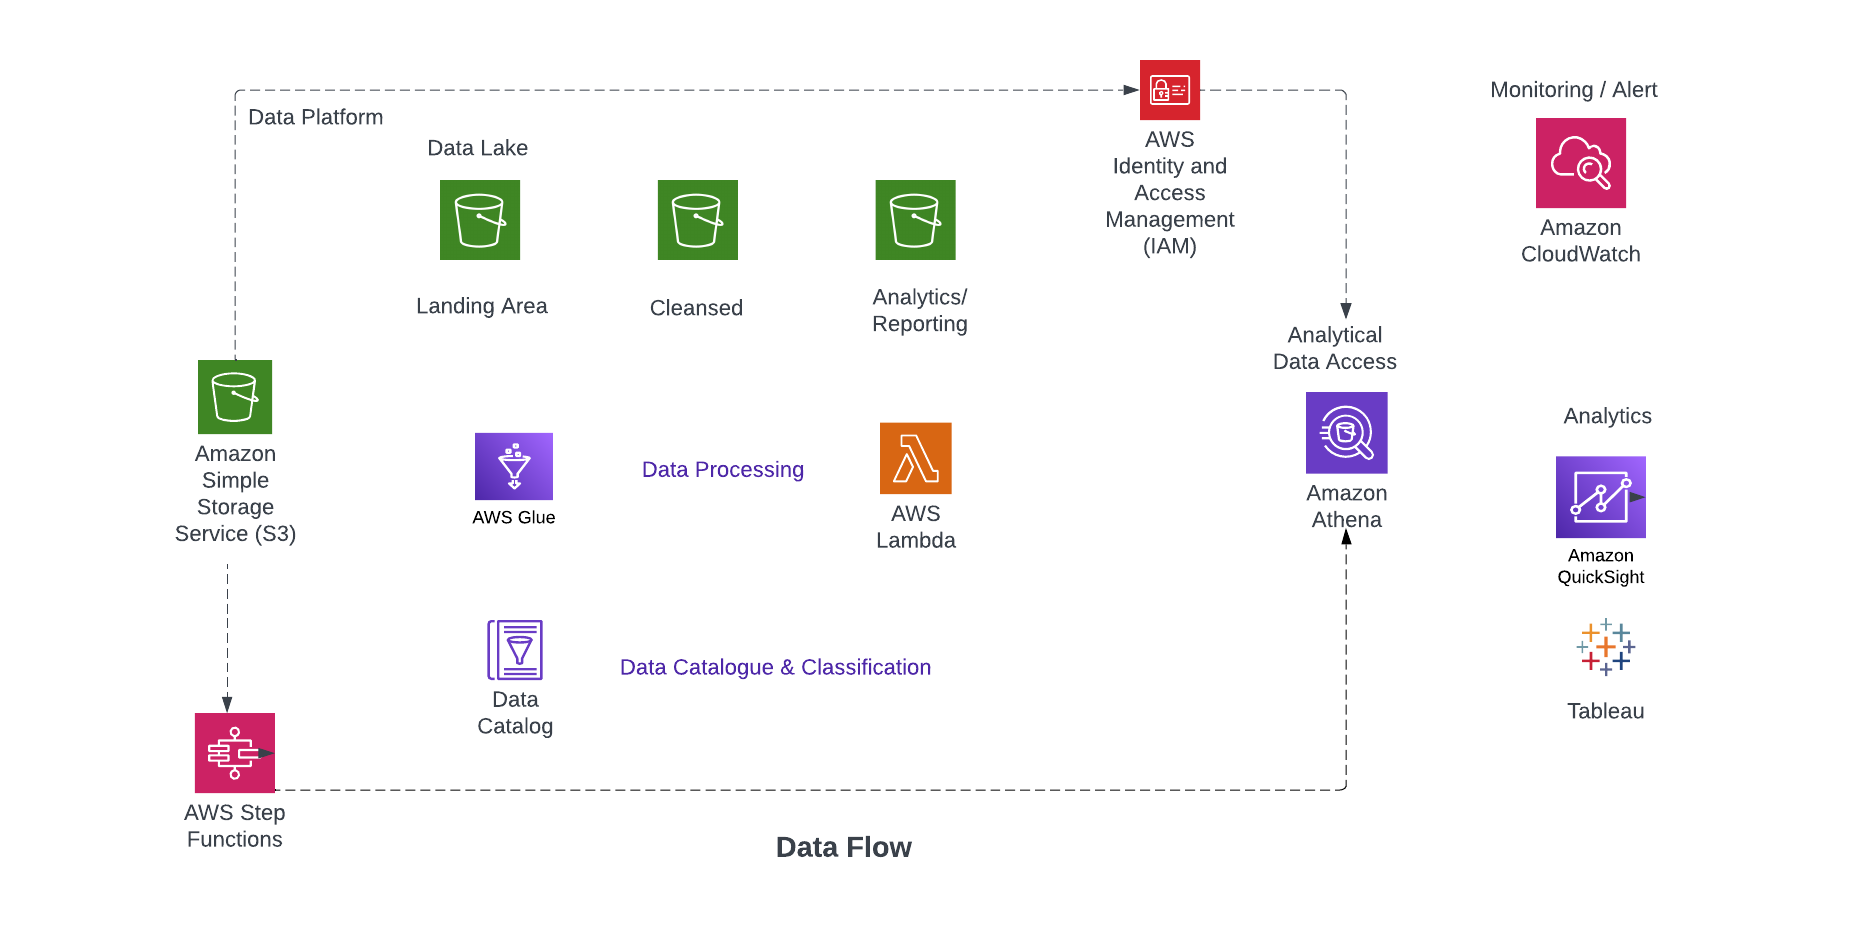 Monitoring / Alert
Data Platform
AWS
Identity and
Access
Management
(IAM)
Data Lake
Amazon
CloudWatch
Landing Area
Cleansed
Analytics/
Reporting
Analytical
Data Access
Analytics
Amazon
Simple
Storage
Service (S3)
Data Processing
AWS Glue
AWS
Lambda
Amazon
Athena
Amazon
QuickSight
Data Catalogue & Classification
Data
Catalog
Tableau
AWS Step
Functions
Data Flow